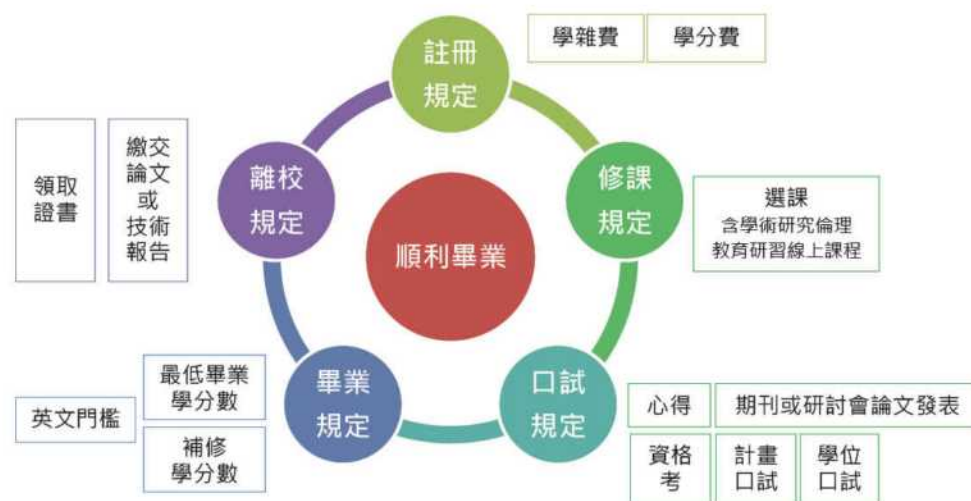 註冊
規定
學雜費
學分費
修課
規定
選課
含學術研究倫理
教育研習線上課程
口試
規定
心得
期刊或研討會論文發表
資格
考
計畫
口試
學位
口試
畢業
規定
最低畢業
學分數
補修
學分數
英文門檻
離校
規定
繳交
論文
或
技術
報告
領取
證書
順利畢業